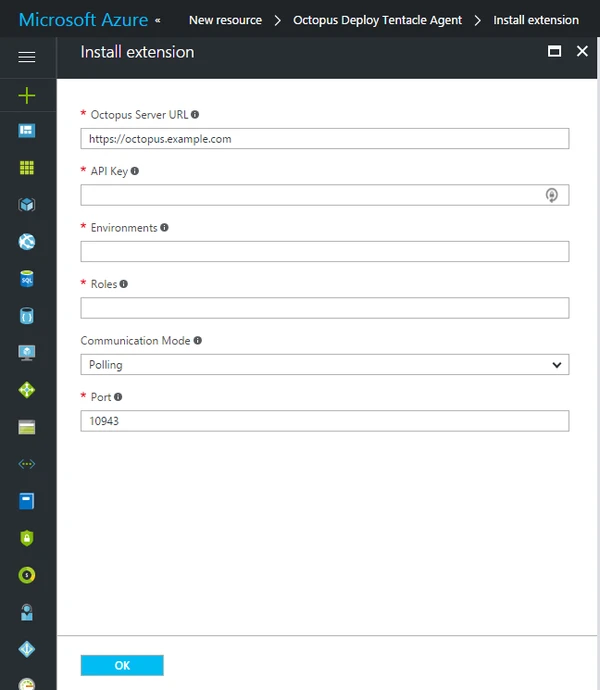 Microsoft Azure « New resource > Octopus Deploy Tentacle Agent > Install extension
Install extension
* Octopus Server URL
https://octopus.example.com
* API Key
* Environments
* Roles
Communication Mode
Polling
* Port
10943
SQL
OK